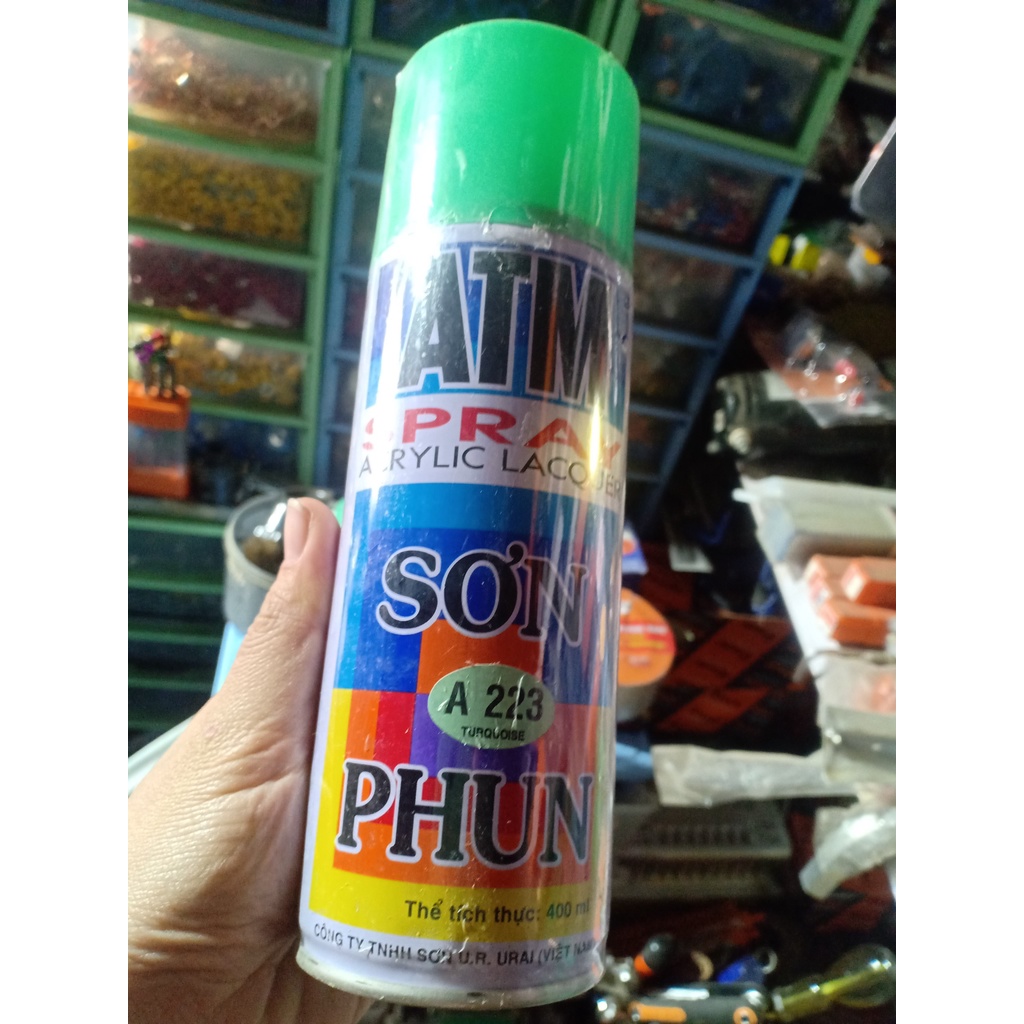 ATM
SPRAY
ACRYLIC LACQUER
SƠN
A 223
TURQUOISE
PHUN
Thể tích thực: 400 ml
CÔNG TY TNHH SƠN U.R. URAI (VIỆT NAM